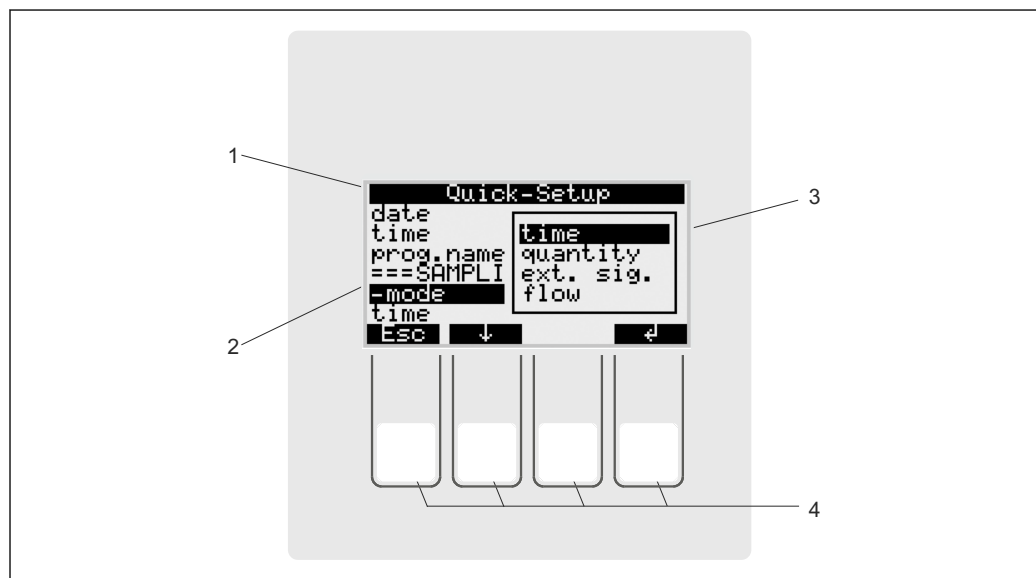 1
Quick-Setup
date
time
prog.name
===SAMPLI
-mode
time
time
quantity
ext. sig.
flow
Esc ↓ ↲
2
3
4